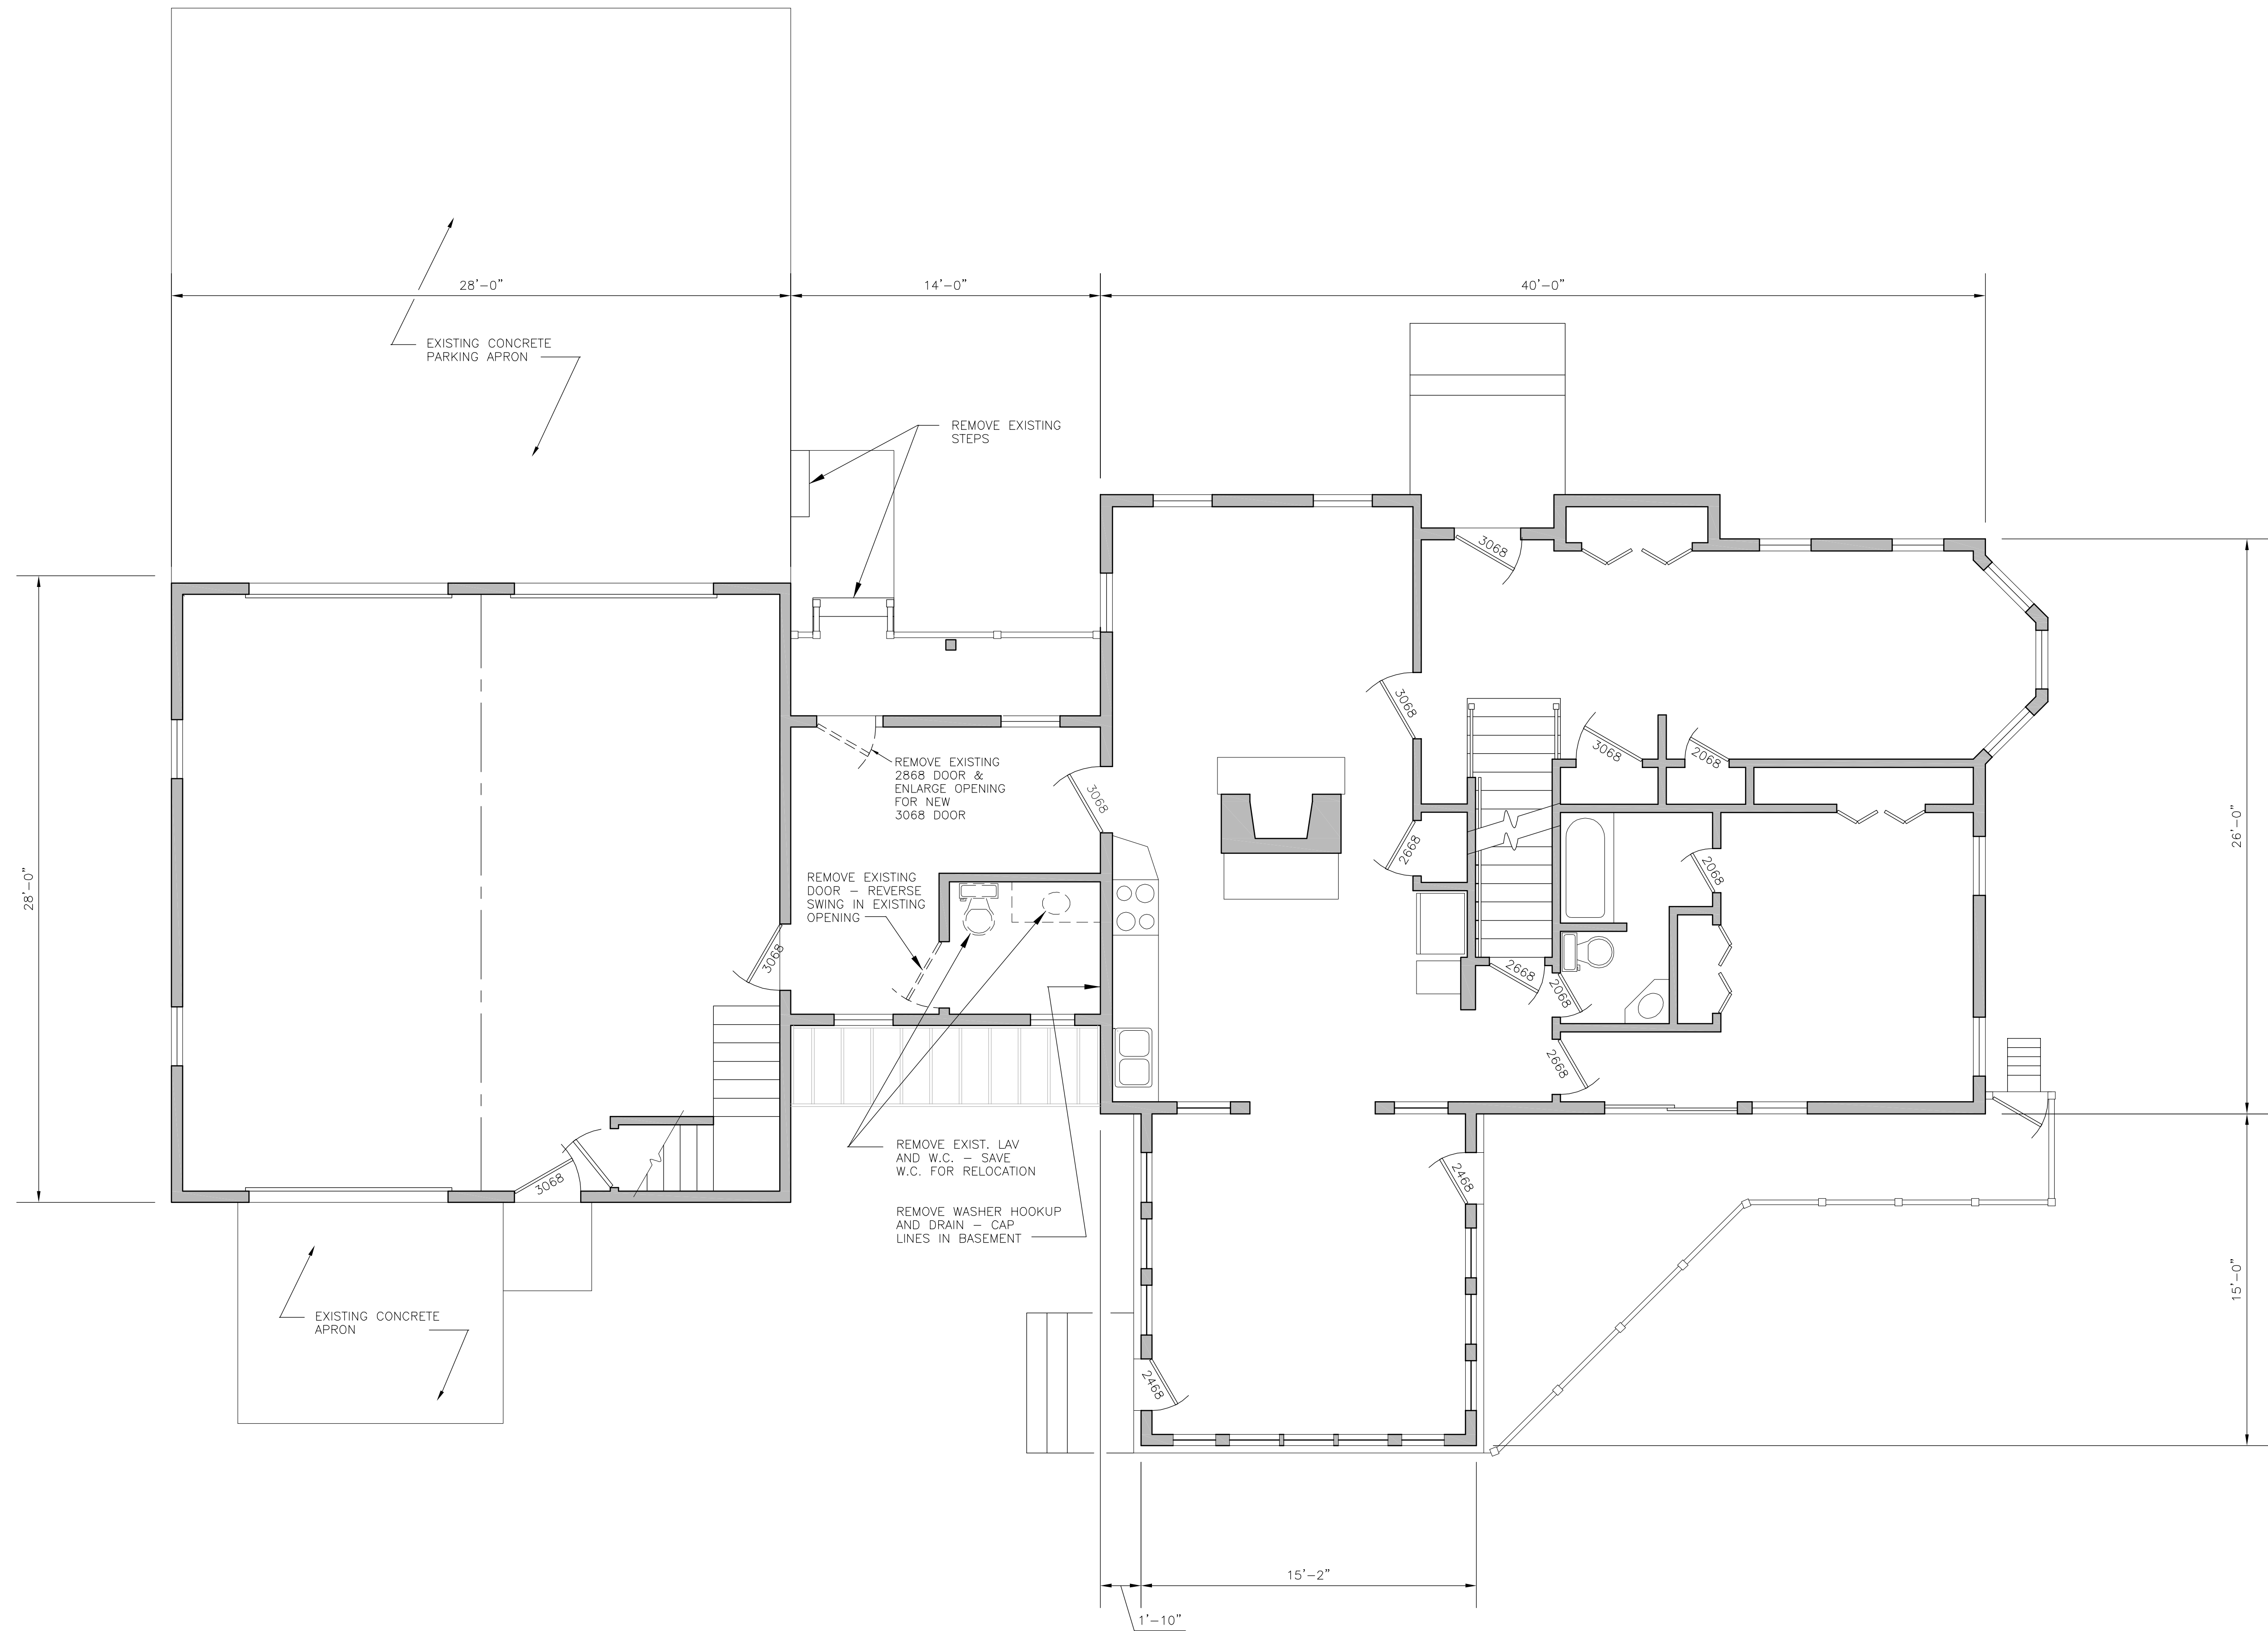 28'-0"
14'-0"
40'-0"
EXISTING CONCRETE
PARKING APRON
REMOVE EXISTING
STEPS
3068
3068
3068
2068
REMOVE EXISTING
2868 DOOR &
ENLARGE OPENING
FOR NEW
3068 DOOR
3068
2668
2068
28'-0"
26'-0"
REMOVE EXISTING
DOOR – REVERSE
SWING IN EXISTING
OPENING
3068
2668
2068
2668
REMOVE EXIST. LAV
AND W.C. – SAVE
W.C. FOR RELOCATION
3068
2468
REMOVE WASHER HOOKUP
AND DRAIN – CAP
LINES IN BASEMENT
15'-0"
EXISTING CONCRETE
APRON
2468
15'-2"
1'-10"